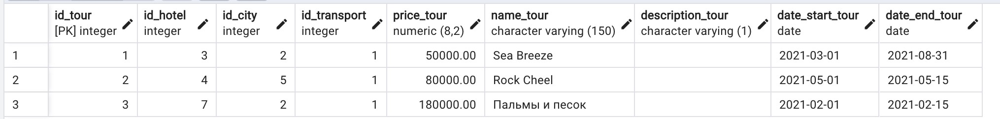 id_tour id_hotel id_city id_transport price_tour name_tour description_tour date_start_tour date_end_tour
[PK] integer integer integer integer numeric (8,2) character varying (150) character varying (1) date date
1 1 3 2 1 50000.00 Sea Breeze 2021-03-01 2021-08-31
2 2 4 5 1 80000.00 Rock Cheel 2021-05-01 2021-05-15
3 3 7 2 1 180000.00 Пальмы и песок 2021-02-01 2021-02-15